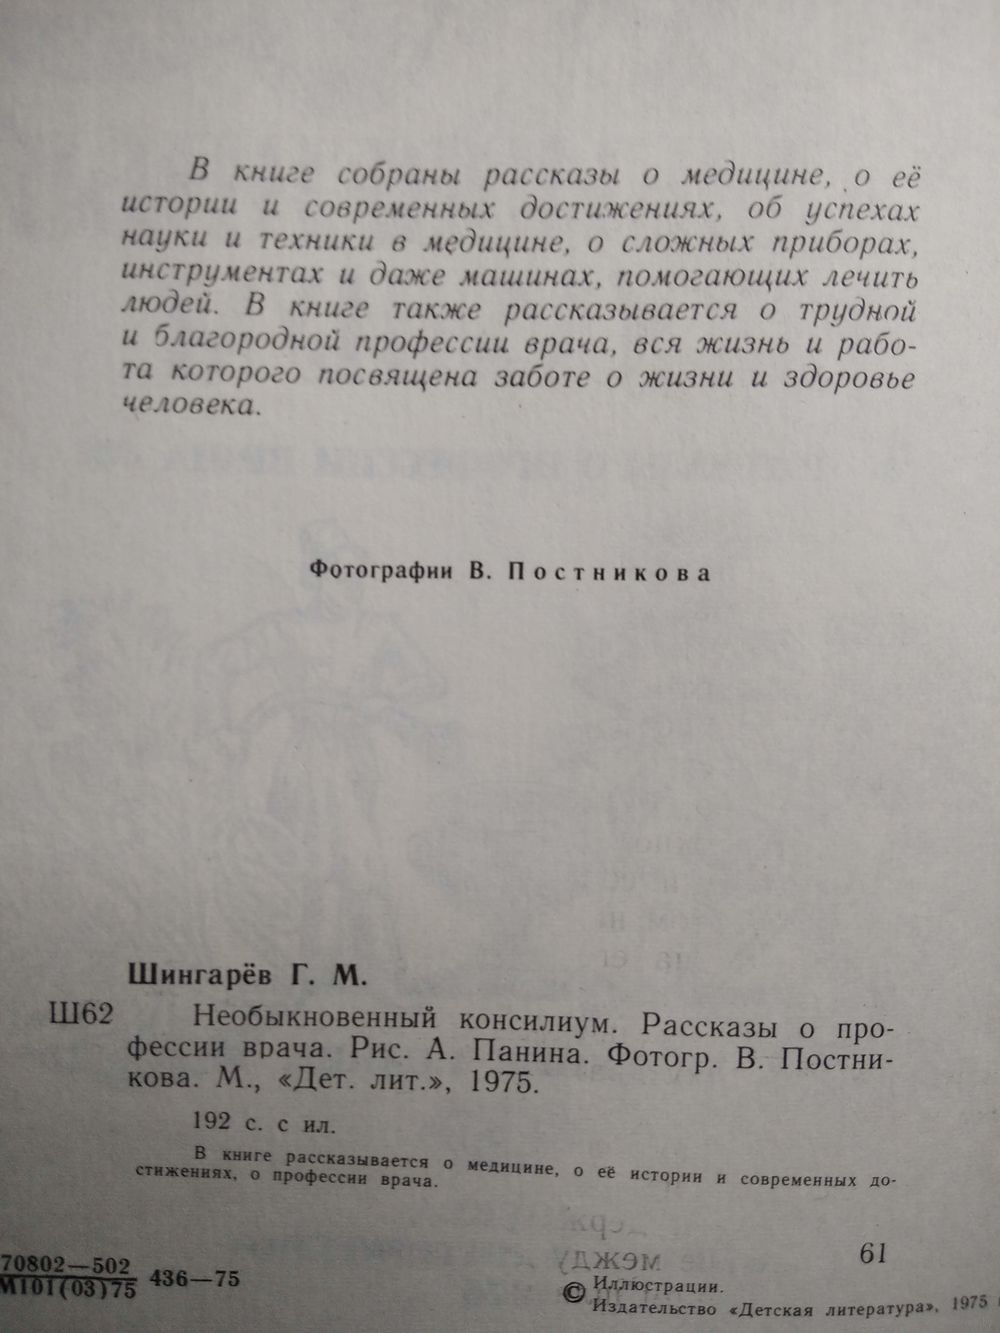 В книге собраны рассказы о медицине, о её
истории и современных достижениях, об успехах
науки и техники в медицине, о сложных приборах,
инструментах и даже машинах, помогающих лечить
людей. В книге также рассказывается о трудной
и благородной профессии врача, вся жизнь и рабо-
та которого посвящена заботе о жизни и здоровье
человека.
Фотографии В. Постникова
Шингарёв Г. М.
Ш62 Необыкновенный консилиум. Рассказы о про-
фессии врача. Рис. А. Панина. Фотогр. В. Постни-
кова. М., «Дет. лит.», 1975.
192 с. с ил.
В книге рассказывается о медицине, о её истории и современных до-
стижениях, о профессии врача.
70802—502
М101(03)75 436—75
61
© Иллюстрации.
Издательство «Детская литература», 1975